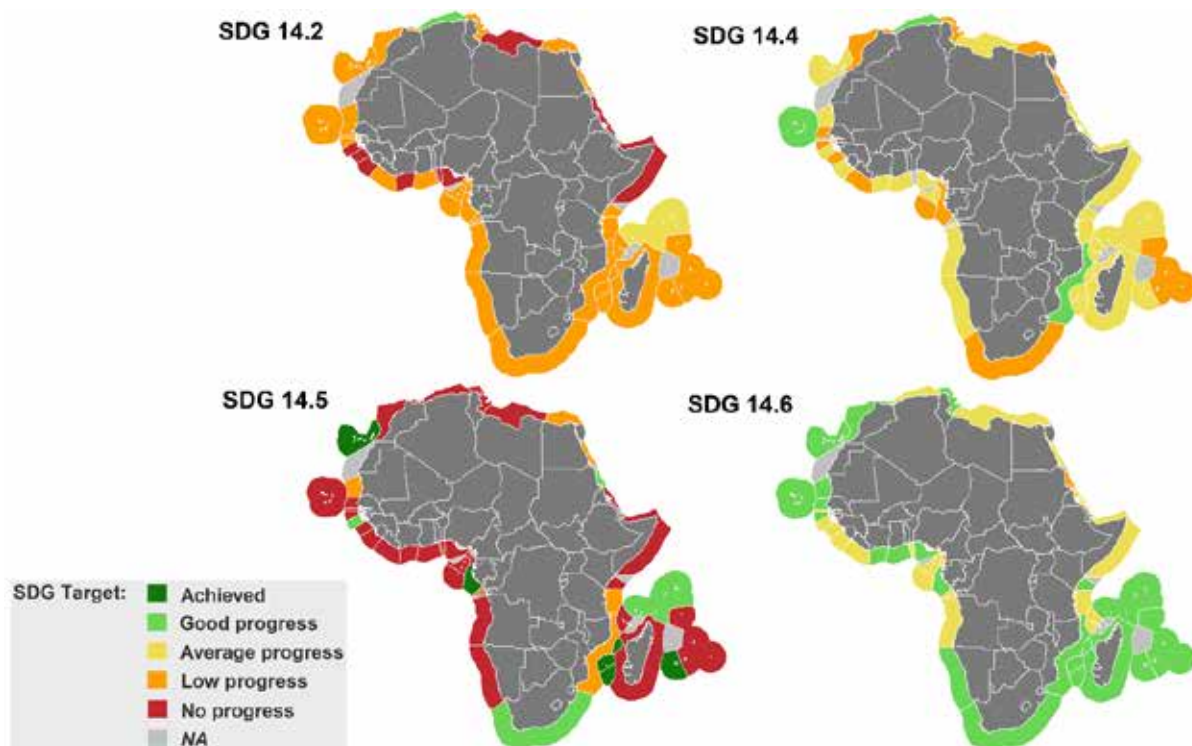 SDG 14.2
SDG 14.4
SDG 14.5
SDG 14.6
SDG Target:
Achieved
Good progress
Average progress
Low progress
No progress
NA